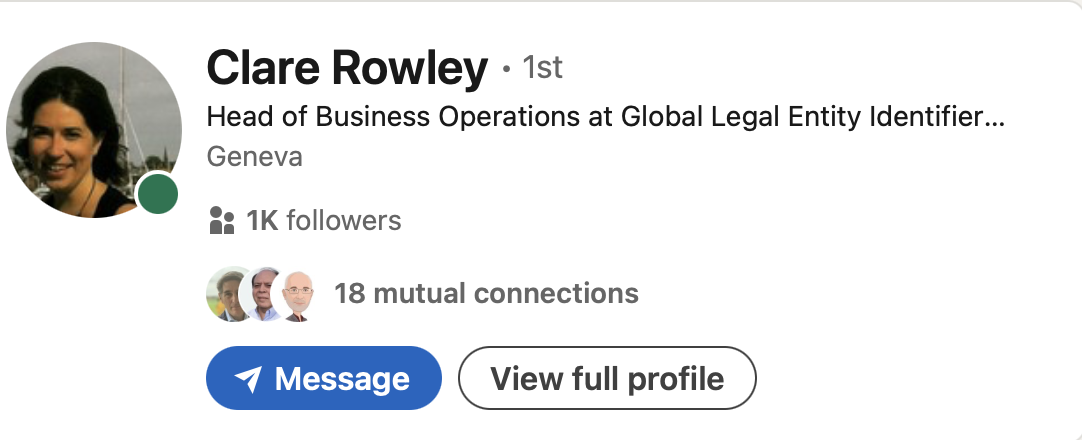 Clare Rowley · 1st
Head of Business Operations at Global Legal Entity Identifier...
Geneva
1K followers
18 mutual connections
Message
View full profile